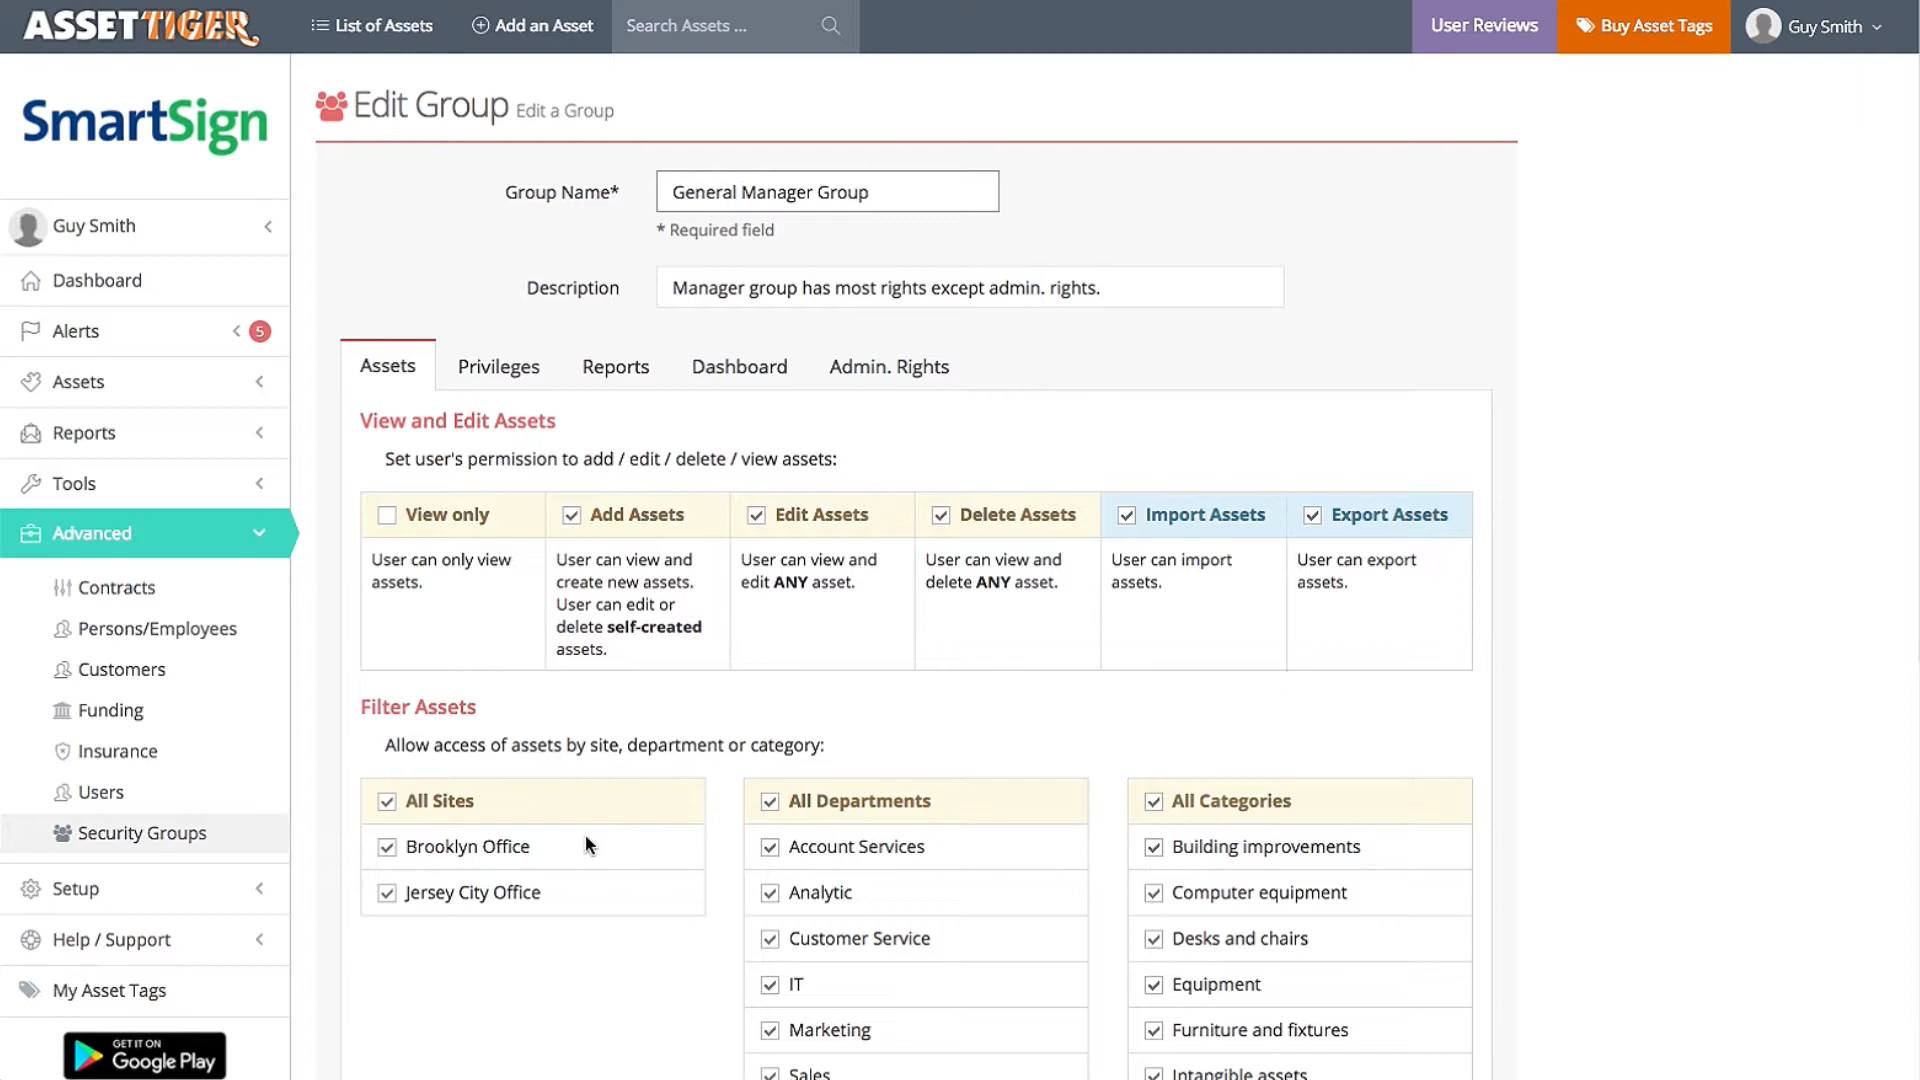 ASSETTIGER
List of Assets
Add an Asset
Search Assets ...
User Reviews
Buy Asset Tags
Guy Smith
SmartSign
Guy Smith
Dashboard
Alerts
5
Assets
Reports
Tools
Advanced
Contracts
Persons/Employees
Customers
Funding
Insurance
Users
Security Groups
Setup
Help / Support
My Asset Tags
GET IT ON
Google Play
Edit Group Edit a Group
Group Name*
General Manager Group
* Required field
Description
Manager group has most rights except admin. rights.
Assets
Privileges
Reports
Dashboard
Admin. Rights
View and Edit Assets
Set user's permission to add / edit / delete / view assets:
View only
User can only view
assets.
Add Assets
User can view and
create new assets.
User can edit or
delete self-created
assets.
Edit Assets
User can view and
edit ANY asset.
Delete Assets
User can view and
delete ANY asset.
Import Assets
User can import
assets.
Export Assets
User can export
assets.
Filter Assets
Allow access of assets by site, department or category:
All Sites
Brooklyn Office
Jersey City Office
All Departments
Account Services
Analytic
Customer Service
IT
Marketing
Sales
All Categories
Building improvements
Computer equipment
Desks and chairs
Equipment
Furniture and fixtures
Intangible assets